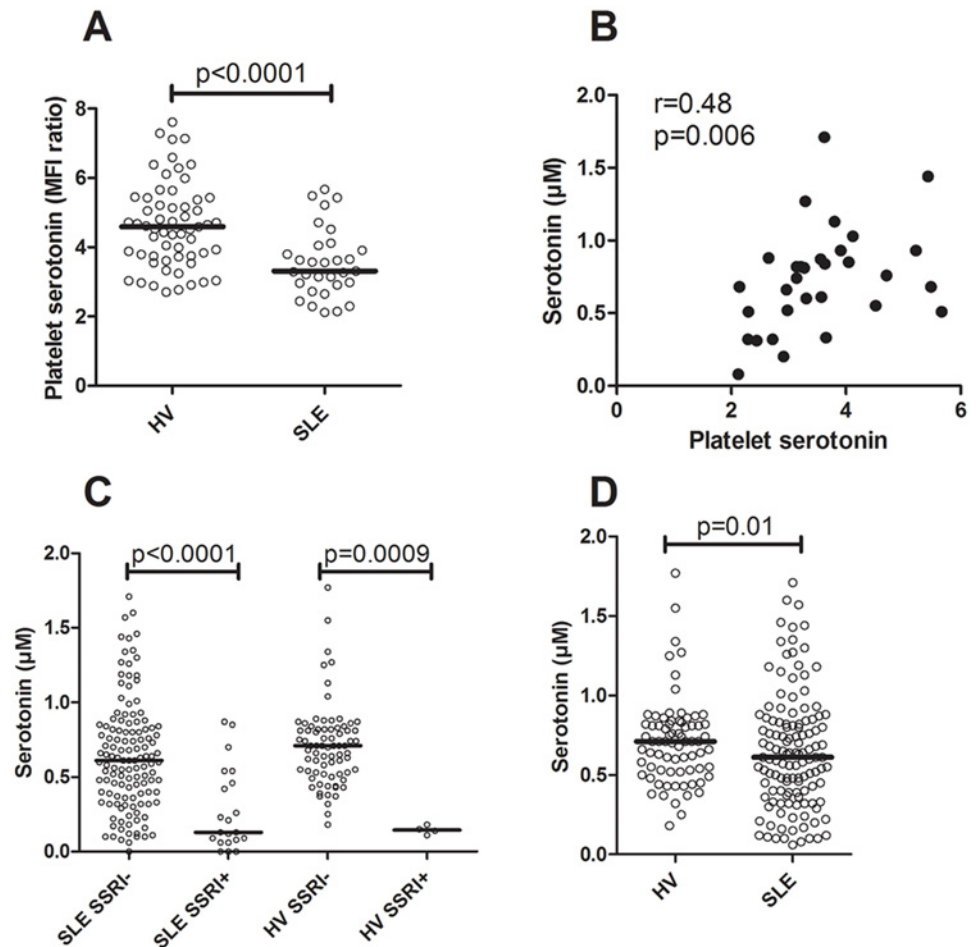 A
p<0.0001
Platelet serotonin (MFI ratio)
8
6
4
2
0
HV
SLE
B
r=0.48
p=0.006
Serotonin (µM)
2.0
1.5
1.0
0.5
0.0
0
2
4
6
Platelet serotonin
C
p<0.0001
p=0.0009
Serotonin (µM)
2.0
1.5
1.0
0.5
0.0
SLE SSRI-
SLE SSRI+
HV SSRI-
HV SSRI+
D
p=0.01
Serotonin (µM)
2.0
1.5
1.0
0.5
0.0
HV
SLE